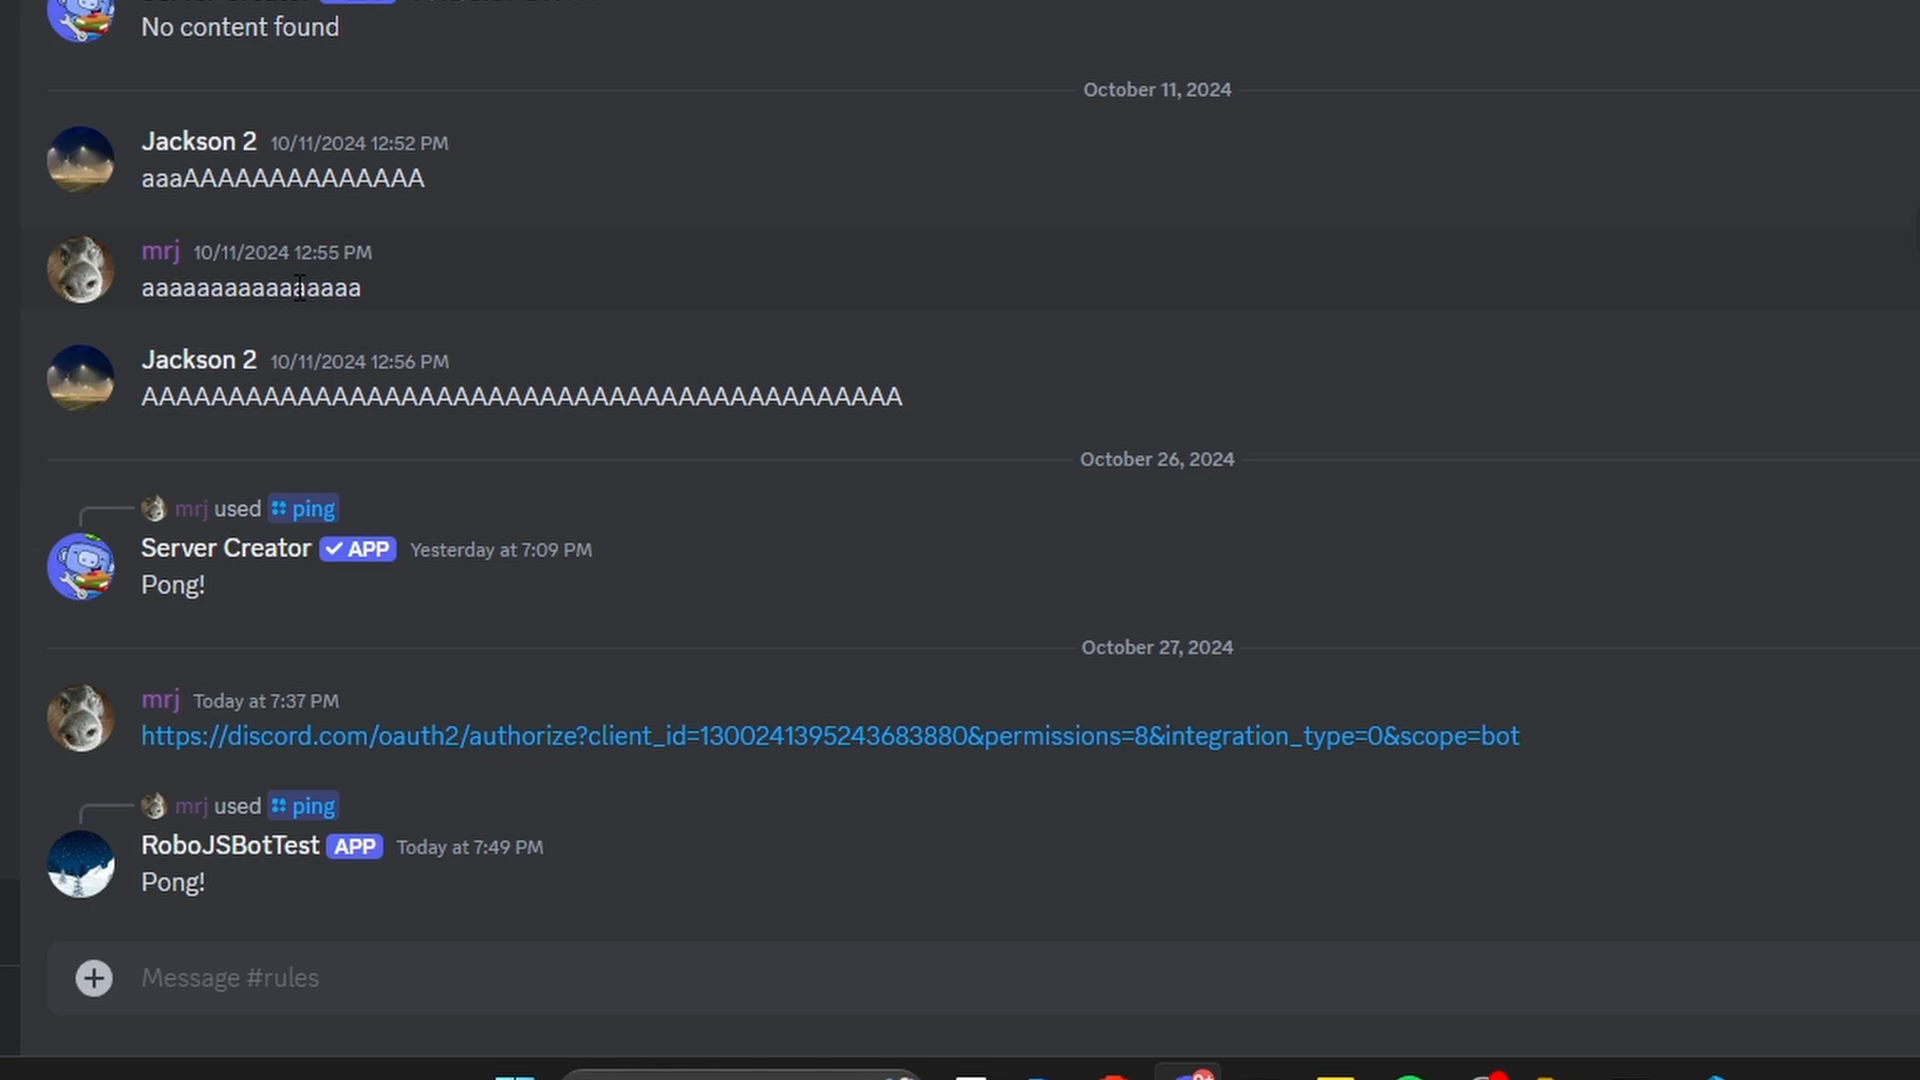 No content found
October 11, 2024
Jackson 2 10/11/2024 12:52 PM
aaaAAAAAAAAAAAAAA
mrj 10/11/2024 12:55 PM
aaaaaaaaaaaaaaaa
Jackson 2 10/11/2024 12:56 PM
AAAAAAAAAAAAAAAAAAAAAAAAAAAAAAAAAAAAAAAAAAAA
October 26, 2024
mrj used ping
Server Creator APP Yesterday at 7:09 PM
Pong!
October 27, 2024
mrj Today at 7:37 PM
https://discord.com/oauth2/authorize?client_id=1300241395243683880&permissions=8&integration_type=0&scope=bot
mrj used ping
RoboJSBotTest APP Today at 7:49 PM
Pong!
Message #rules